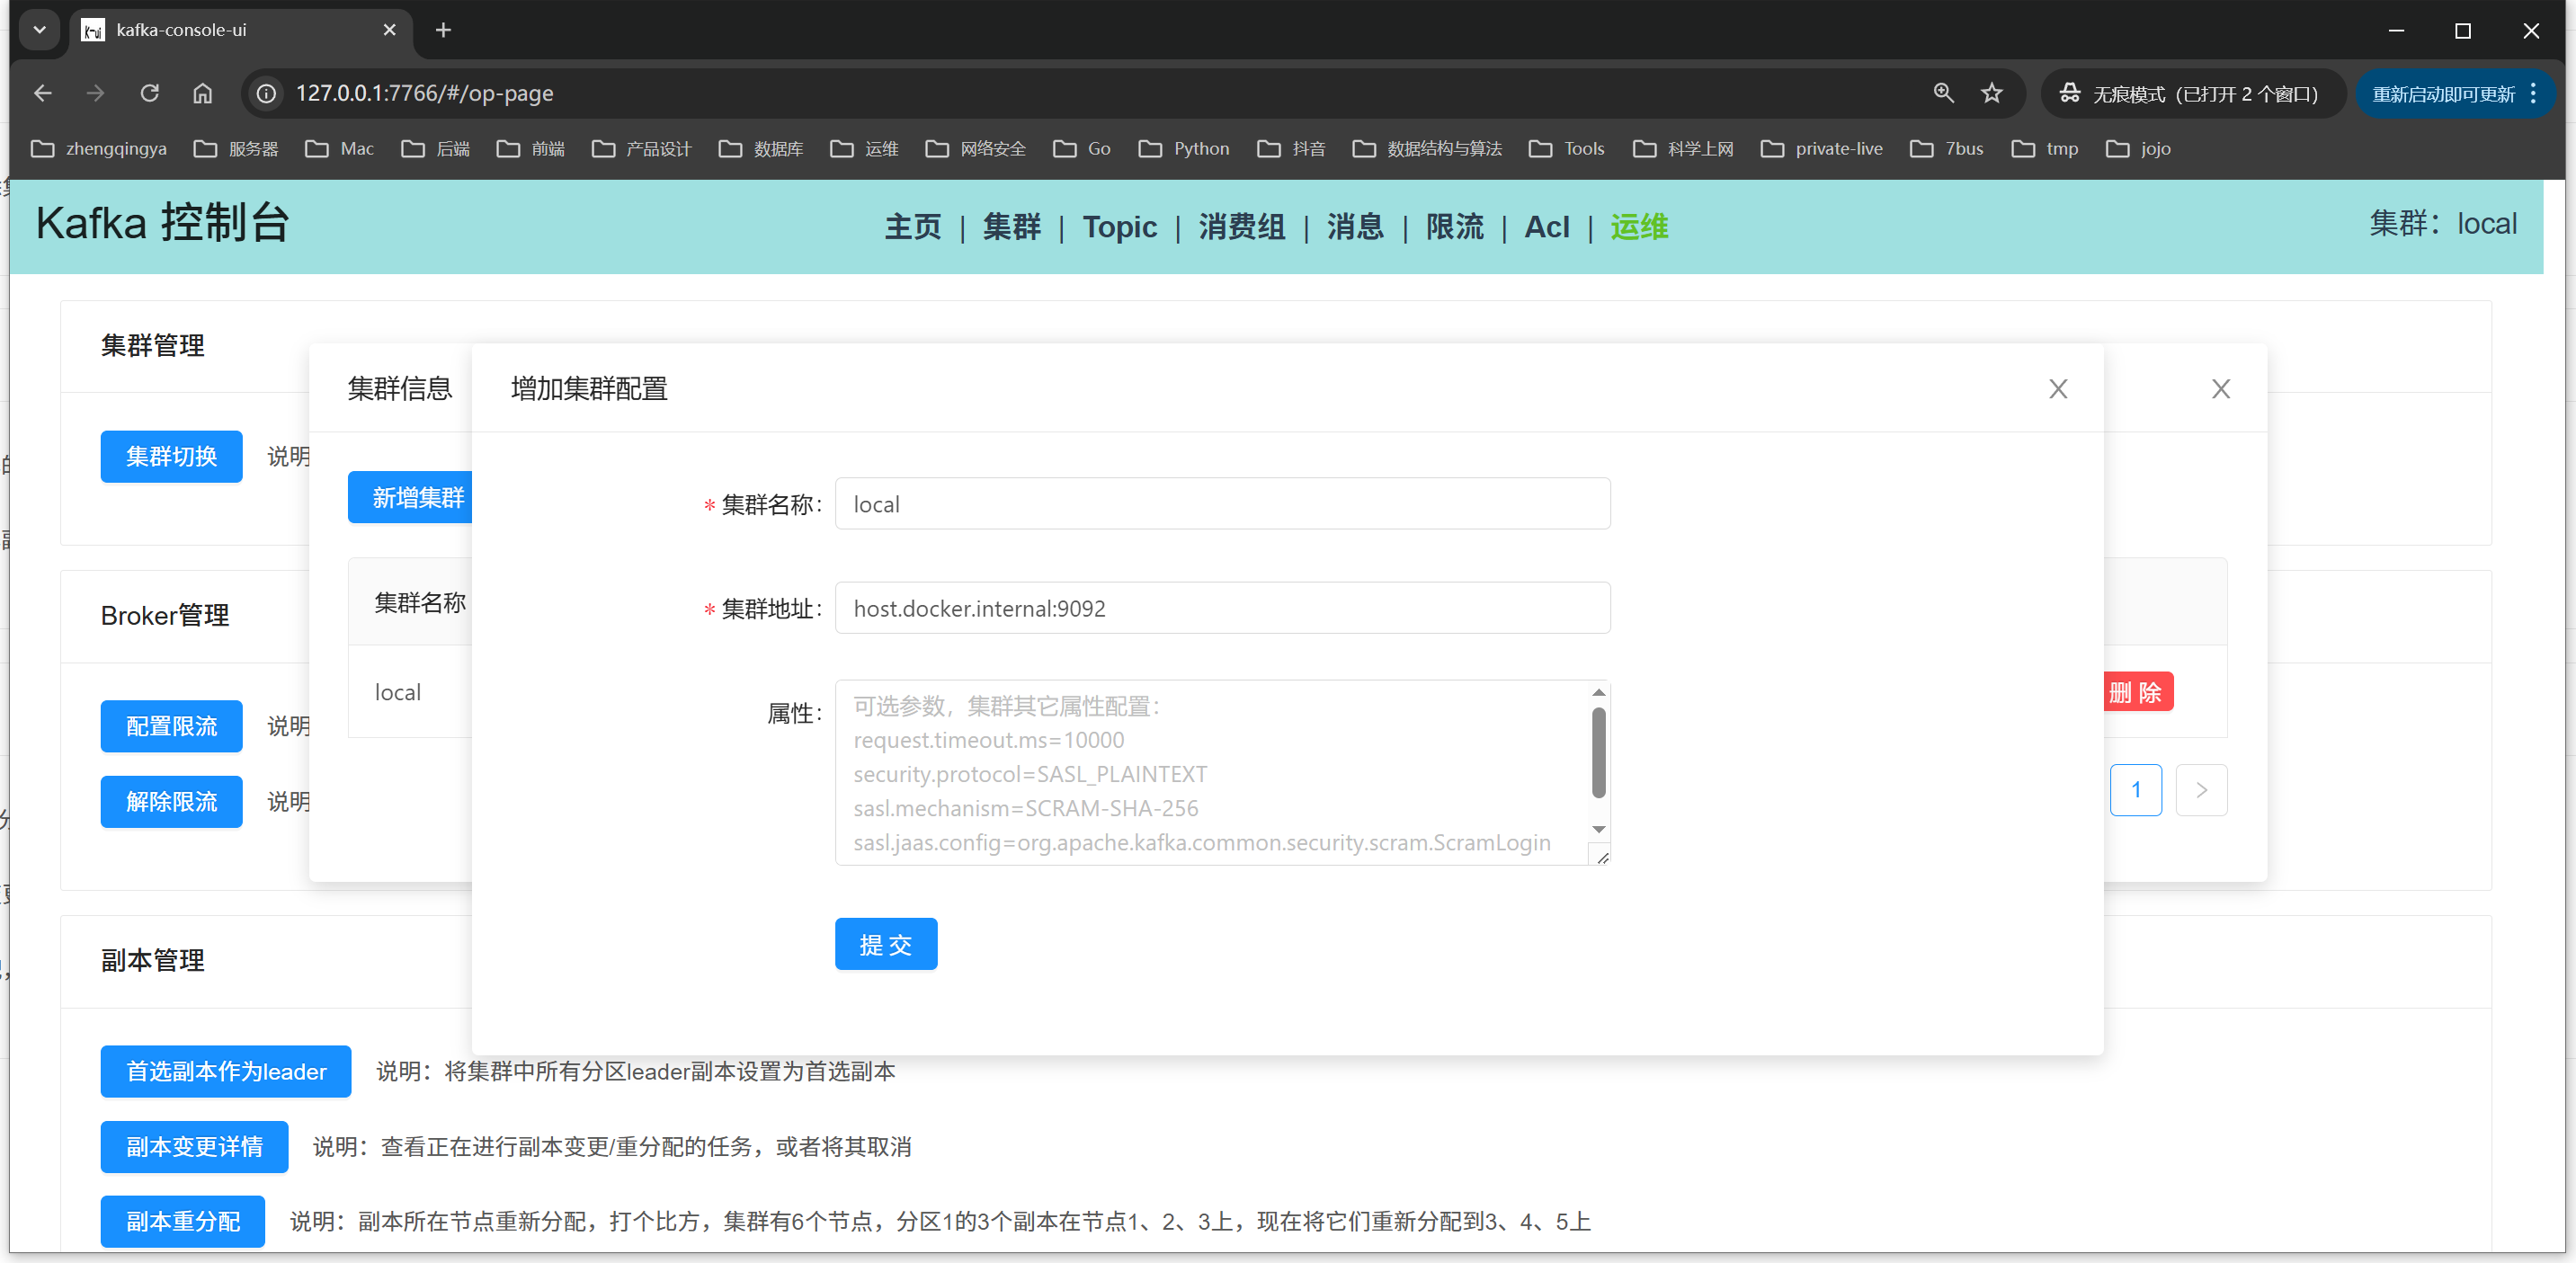 kafka-console-ui
127.0.0.1:7766/#/op-page
无痕模式（已打开 2 个窗口）
重新启动即可更新
zhengqingya 服务器 Mac 后端 前端 产品设计 数据库 运维 网络安全 Go Python 抖音 数据结构与算法 Tools 科学上网 private-live 7bus tmp jojo
Kafka 控制台
主页 | 集群 | Topic | 消费组 | 消息 | 限流 | Acl | 运维
集群：local
集群管理
集群切换 说明
Broker管理
配置限流 说明
解除限流 说明
集群信息
新增集群
集群名称
local
删 除
1
增加集群配置
* 集群名称: local
* 集群地址: host.docker.internal:9092
属性: 可选参数，集群其它属性配置：
request.timeout.ms=10000
security.protocol=SASL_PLAINTEXT
sasl.mechanism=SCRAM-SHA-256
sasl.jaas.config=org.apache.kafka.common.security.scram.ScramLogin
提 交
副本管理
首选副本作为leader 说明：将集群中所有分区leader副本设置为首选副本
副本变更详情 说明：查看正在进行副本变更/重分配的任务，或者将其取消
副本重分配 说明：副本所在节点重新分配，打个比方，集群有6个节点，分区1的3个副本在节点1、2、3上，现在将它们重新分配到3、4、5上